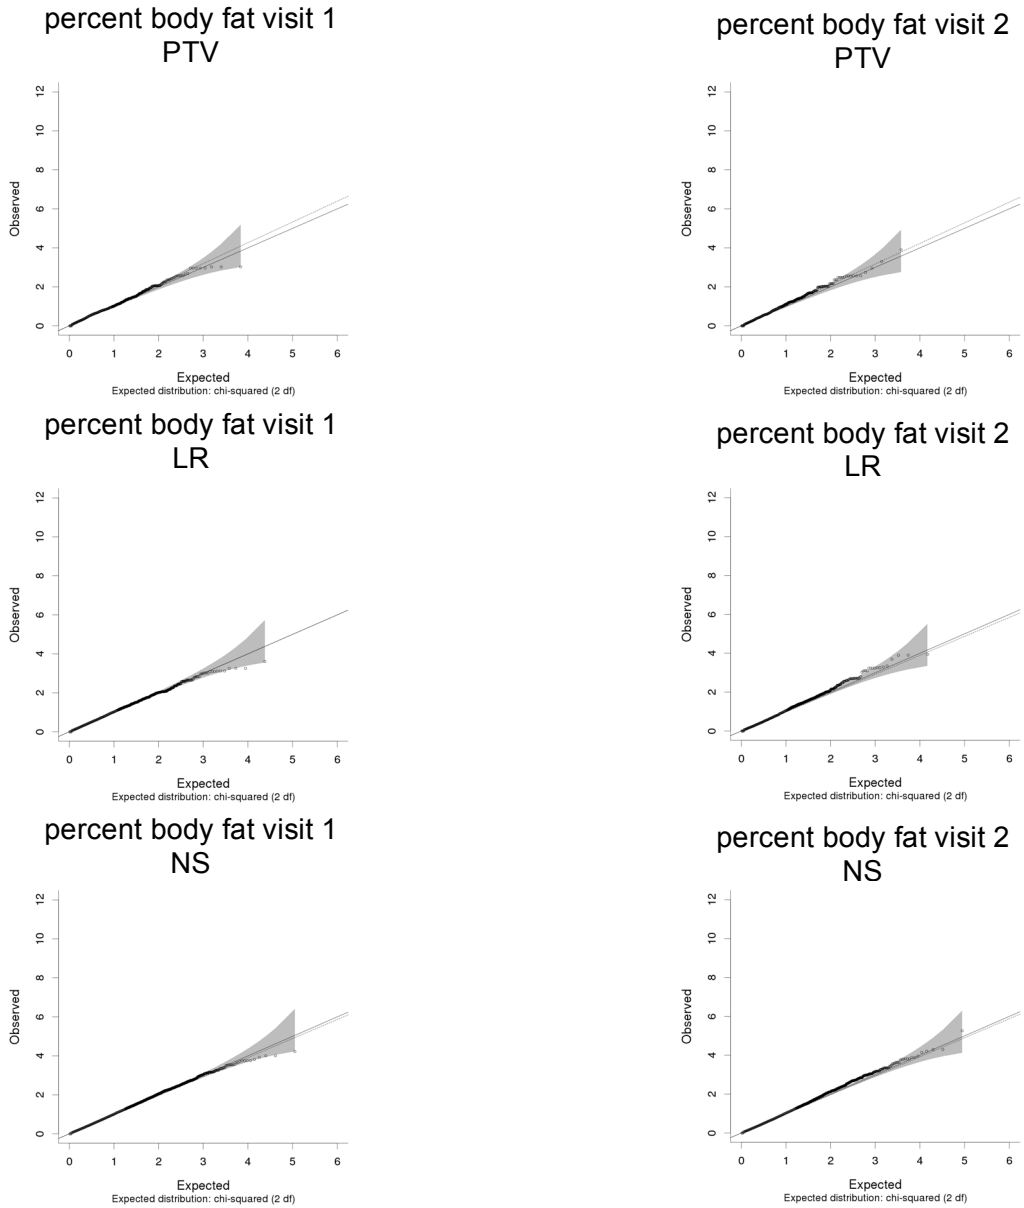 percent body fat visit 1
PTV
12
10
8
6
4
2
0
Observed
0 1 2 3 4 5 6
Expected
Expected distribution: chi-squared (2 df)
percent body fat visit 2
PTV
12
10
8
6
4
2
0
Observed
0 1 2 3 4 5 6
Expected
Expected distribution: chi-squared (2 df)
percent body fat visit 1
LR
12
10
8
6
4
2
0
Observed
0 1 2 3 4 5 6
Expected
Expected distribution: chi-squared (2 df)
percent body fat visit 2
LR
12
10
8
6
4
2
0
Observed
0 1 2 3 4 5 6
Expected
Expected distribution: chi-squared (2 df)
percent body fat visit 1
NS
12
10
8
6
4
2
0
Observed
0 1 2 3 4 5 6
Expected
Expected distribution: chi-squared (2 df)
percent body fat visit 2
NS
12
10
8
6
4
2
0
Observed
0 1 2 3 4 5 6
Expected
Expected distribution: chi-squared (2 df)